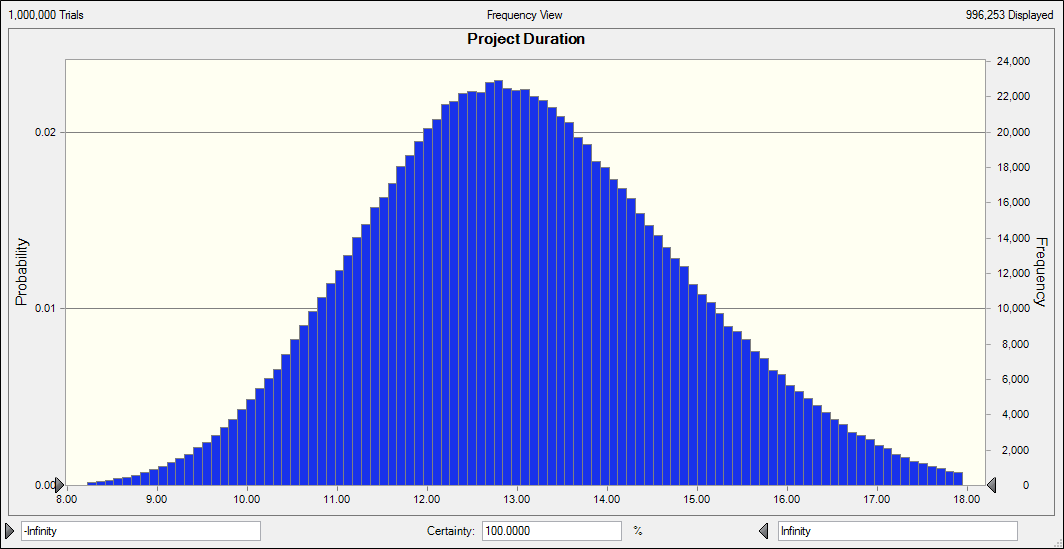 1,000,000 Trials
Frequency View
996,253 Displayed
Project Duration
Probability
0.02
0.01
0.00
24,000
22,000
20,000
18,000
16,000
14,000
12,000
10,000
8,000
6,000
4,000
2,000
0
Frequency
8.00 9.00 10.00 11.00 12.00 13.00 14.00 15.00 16.00 17.00 18.00
-Infinity
Certainty: 100.0000 %
Infinity